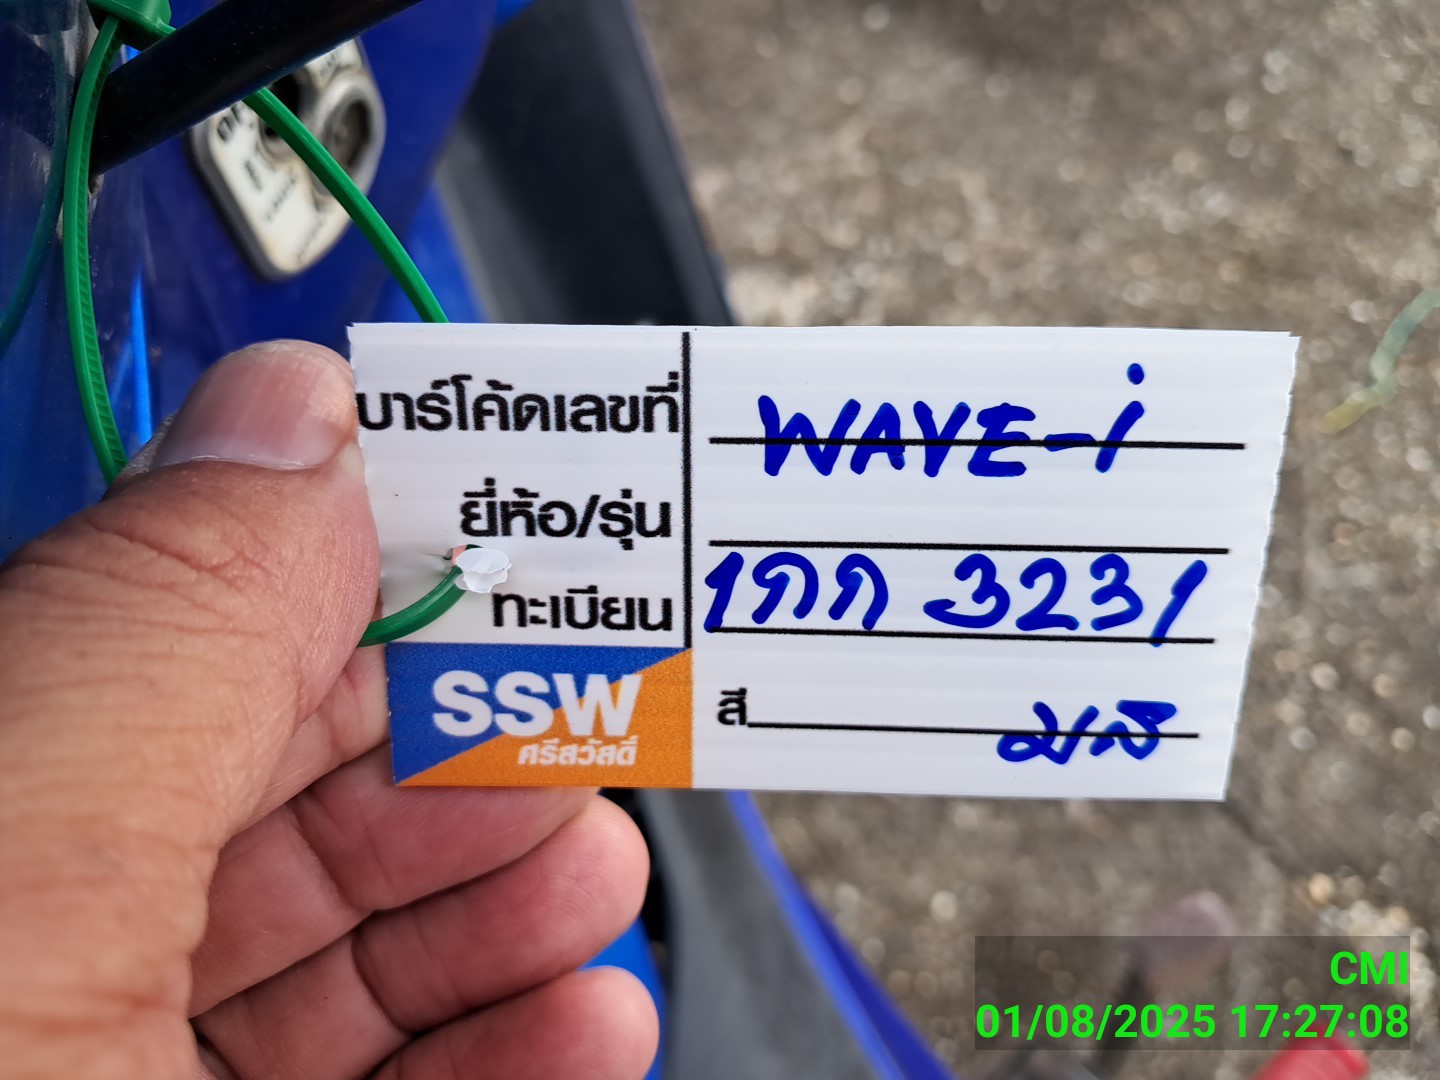 บาร์โค้ดเลขที่ WAVE-i
ยี่ห้อ/รุ่น
ทะเบียน 1กก 3231
สี
SSW
ศรีสวัสดิ์
CMI
01/08/2025 17:27:08